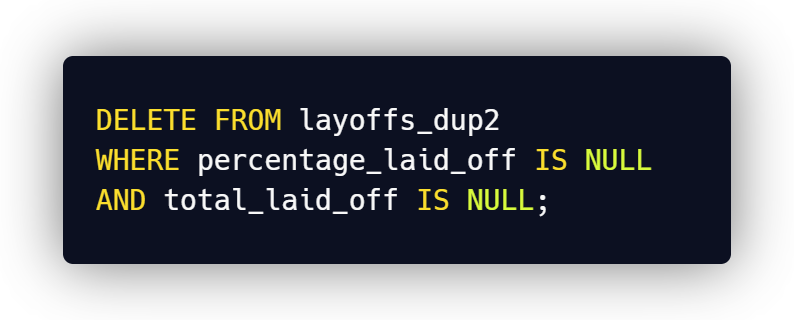 DELETE FROM layoffs_dup2
WHERE percentage_laid_off IS NULL
AND total_laid_off IS NULL;